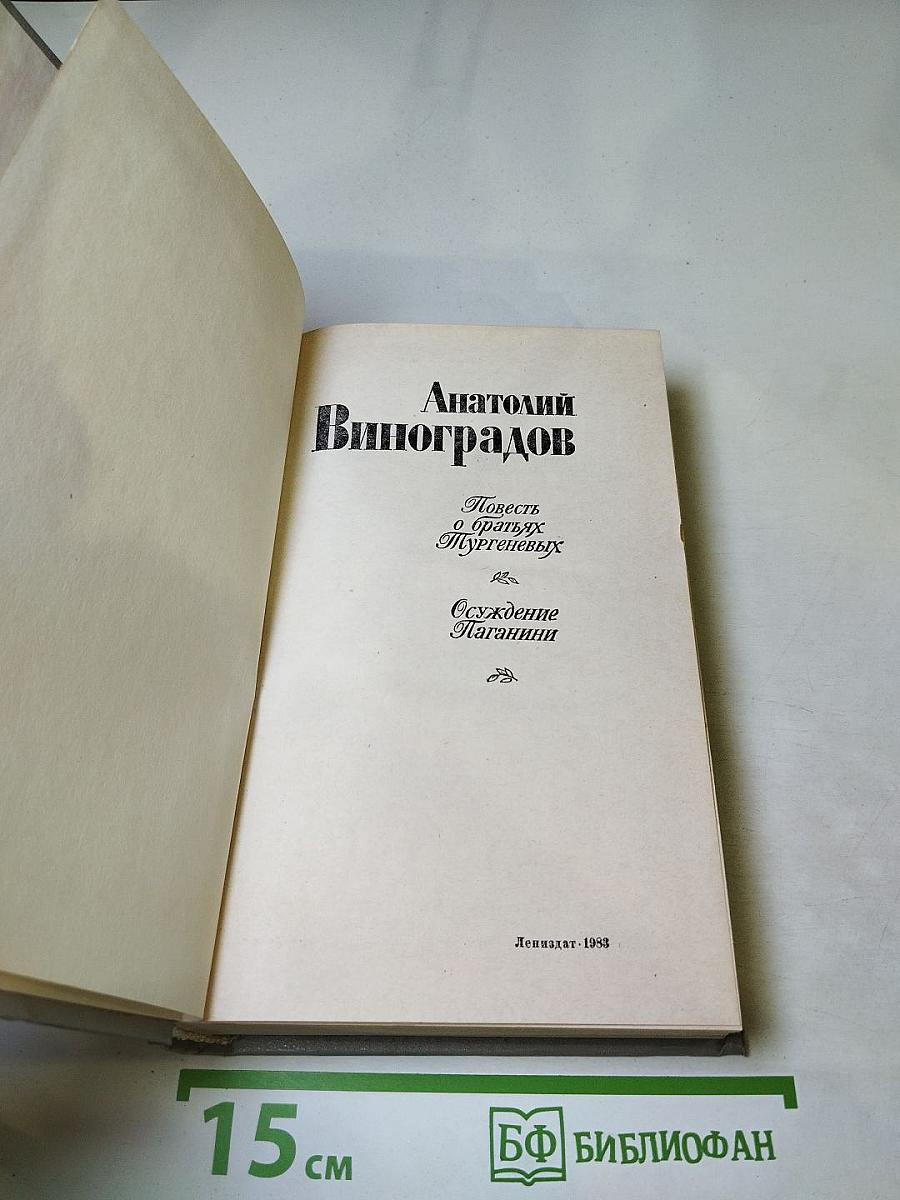 Анатолий
Виноградов
Повесть
о братьях
Тургеневых
Осуждение
Паганини
Лениздат · 1983
15 см
БФ БИБЛИОФАН